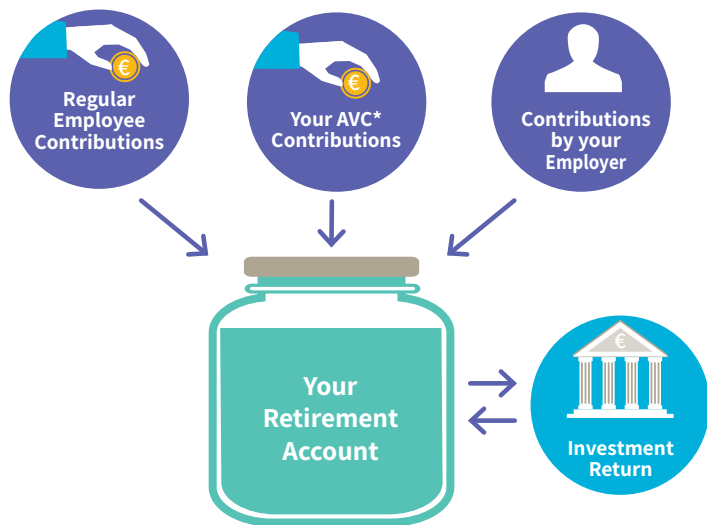 €
Regular
Employee
Contributions
€
Your AVC*
Contributions
Contributions
by your
Employer
Your
Retirement
Account
€
Investment
Return